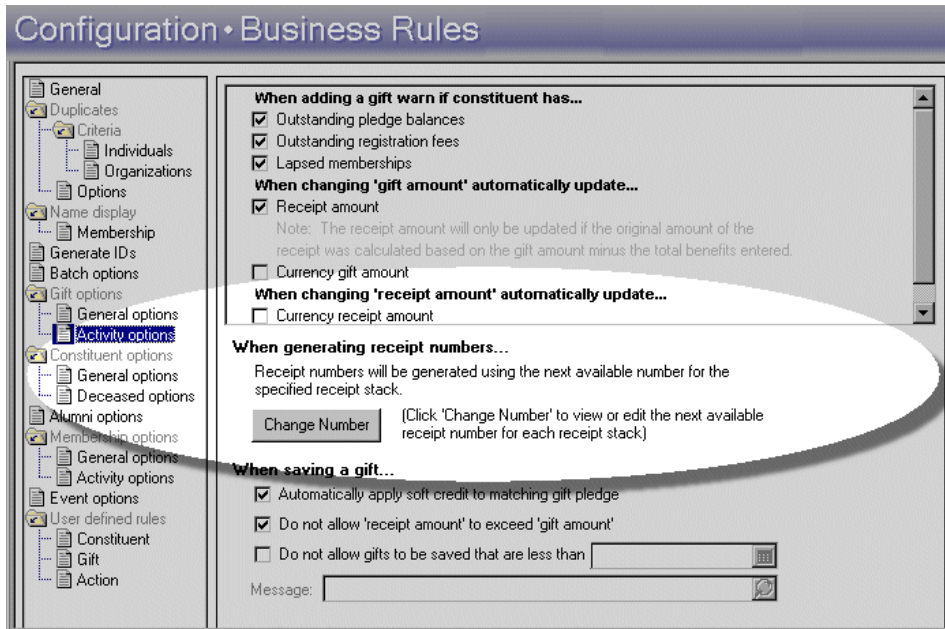 Configuration • Business Rules
General
Duplicates
Criteria
Individuals
Organizations
Options
Name display
Membership
Generate IDs
Batch options
Gift options
General options
Activity options
Constituent options
General options
Deceased options
Alumni options
Membership options
General options
Activity options
Event options
User defined rules
Constituent
Gift
Action
When adding a gift warn if constituent has...
Outstanding pledge balances
Outstanding registration fees
Lapsed memberships
When changing 'gift amount' automatically update...
Receipt amount
Note: The receipt amount will only be updated if the original amount of the
receipt was calculated based on the gift amount minus the total benefits entered.
Currency gift amount
When changing 'receipt amount' automatically update...
Currency receipt amount
When generating receipt numbers...
Receipt numbers will be generated using the next available number for the
specified receipt stack.
Change Number
(Click 'Change Number' to view or edit the next available
receipt number for each receipt stack)
When saving a gift...
Automatically apply soft credit to matching gift pledge
Do not allow 'receipt amount' to exceed 'gift amount'
Do not allow gifts to be saved that are less than
Message: